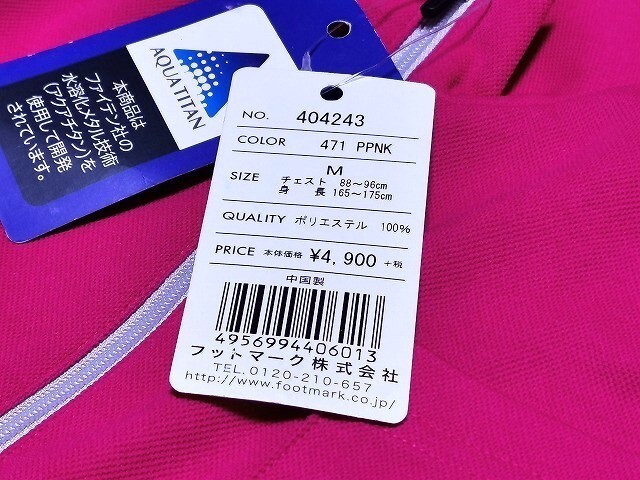 AQUA TITAN
本商品は
ファイテン社の
水溶化メタル技術
(アクアチタン)を
使用して開発
されています。
NO. 404243
COLOR 471 PPNK
SIZE M
チェスト 88〜96cm
身長 165〜175cm
QUALITY ポリエステル 100%
PRICE 本体価格 ¥4,900 +税
中国製
4956994406013
フットマーク株式会社
TEL.0120-210-657
http://www.footmark.co.jp/